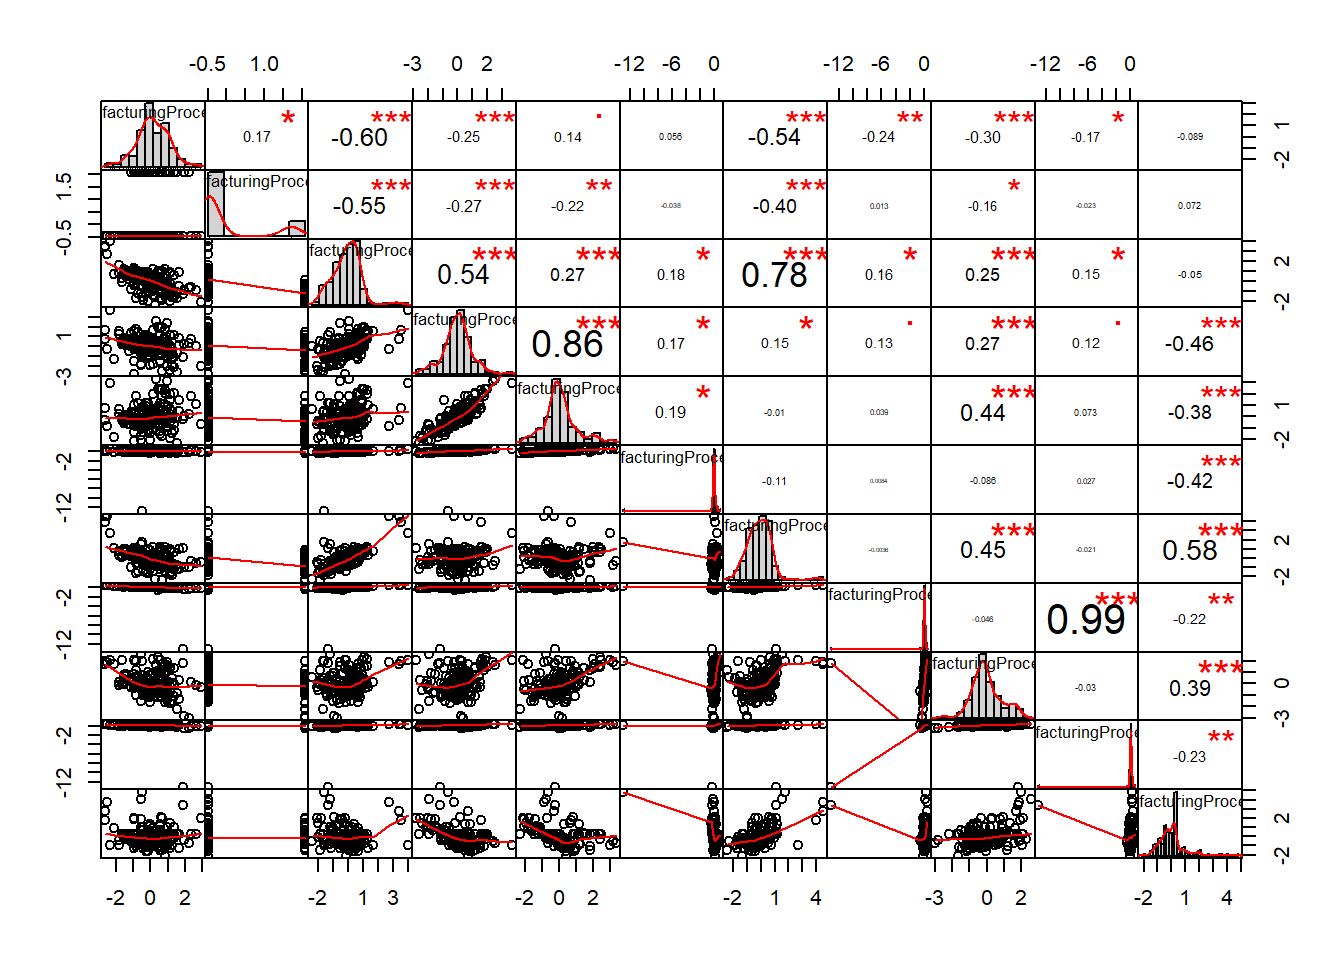 -0.5 1.0 -3 0 2 -12 -6 0 -12 -6 0 -12 -6 0
facturingProce 0.17 * -0.60 *** -0.25 *** 0.14 . 0.056 -0.54 *** -0.24 ** -0.30 *** -0.17 * -0.089 -2 1
-0.5 1.5 facturingProce -0.55 *** -0.27 *** -0.22 ** -0.038 -0.40 *** 0.013 -0.16 * -0.023 0.072
facturingProce 0.54 *** 0.27 *** 0.18 * 0.78 *** 0.16 * 0.25 *** 0.15 * -0.05 -2 2
-3 1 facturingProce 0.86 *** 0.17 * 0.15 * 0.13 . 0.27 *** 0.12 . -0.46 ***
facturingProce 0.19 * -0.01 0.039 0.44 *** 0.073 -0.38 *** -2 1
-12 -2 facturingProce -0.11 0.0084 -0.086 0.027 -0.42 ***
facturingProce -0.0036 0.45 *** -0.021 0.58 *** -2 2
-12 -2 facturingProce -0.046 0.99 *** -0.22 **
facturingProce -0.03 0.39 *** -3 0
-12 -2 facturingProce -0.23 **
facturingProce -2 2
-2 0 2 -2 1 3 -2 0 2 -2 0 2 4 -3 0 2 -2 1 4